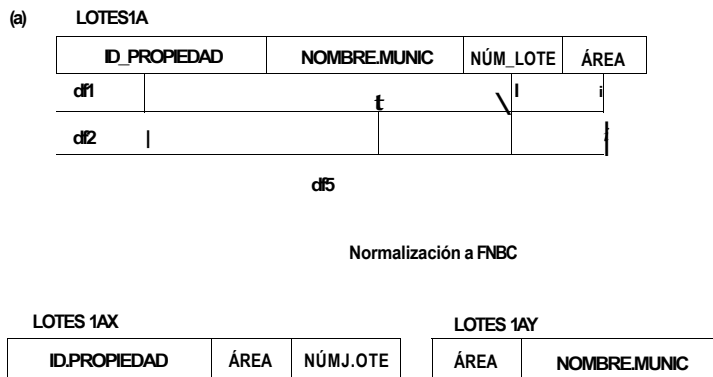 (a) LOTES1A
ID_PROPIEDAD NOMBRE.MUNIC NÚM_LOTE ÁREA
df1
df2
df5
Normalización a FNBC
LOTES 1AX LOTES 1AY
ID.PROPIEDAD ÁREA NÚMJ.OTE ÁREA NOMBRE.MUNIC